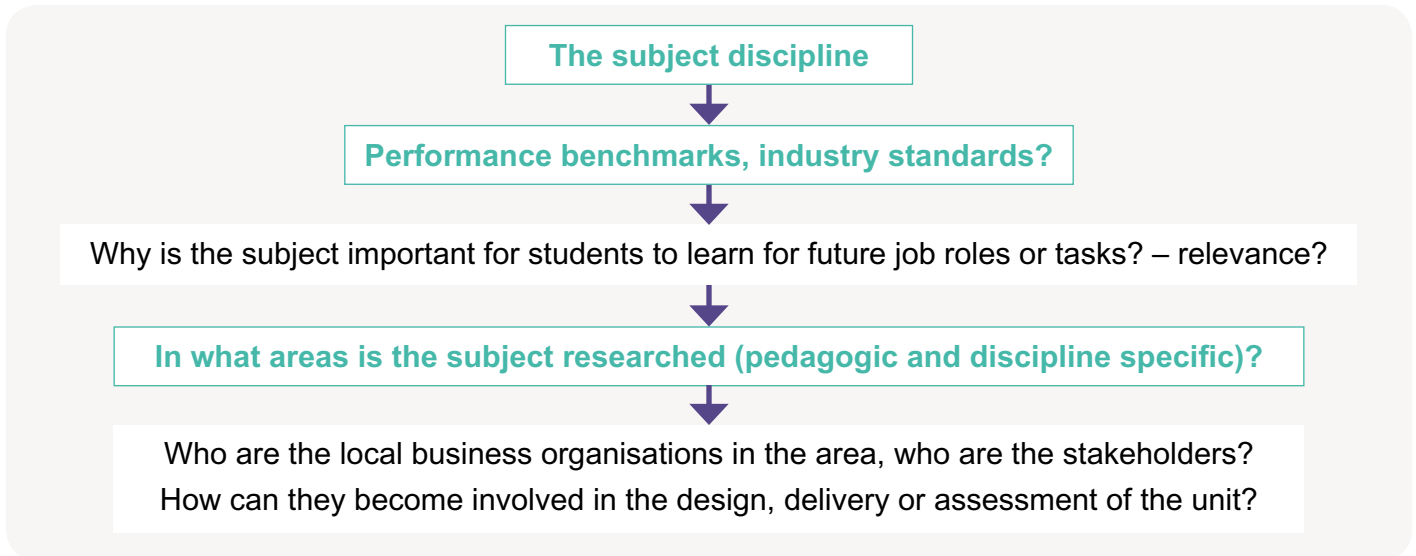 The subject discipline
Performance benchmarks, industry standards?
Why is the subject important for students to learn for future job roles or tasks? – relevance?
In what areas is the subject researched (pedagogic and discipline specific)?
Who are the local business organisations in the area, who are the stakeholders?
How can they become involved in the design, delivery or assessment of the unit?